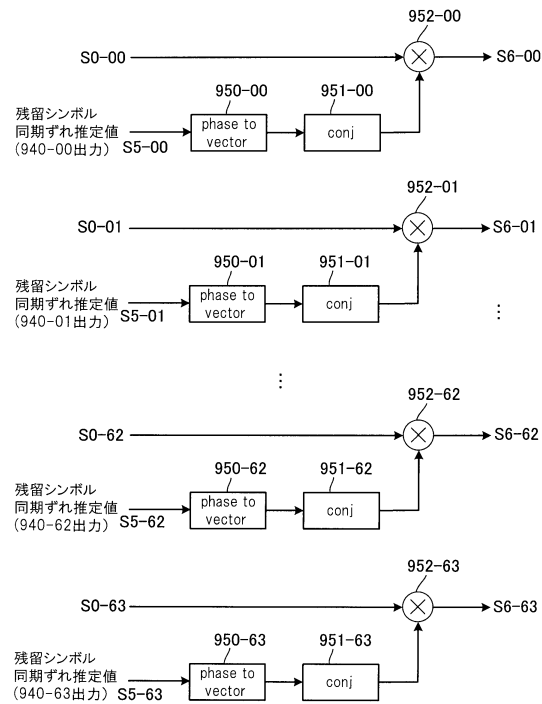 952-00
S0-00
S6-00
950-00
951-00
残留シンボル
同期ずれ推定値
(940-00出力)
S5-00
phase to
vector
conj
952-01
S0-01
S6-01
950-01
951-01
残留シンボル
同期ずれ推定値
(940-01出力)
S5-01
phase to
vector
conj
⋮
⋮
952-62
S0-62
S6-62
950-62
951-62
残留シンボル
同期ずれ推定値
(940-62出力)
S5-62
phase to
vector
conj
952-63
S0-63
S6-63
950-63
951-63
残留シンボル
同期ずれ推定値
(940-63出力)
S5-63
phase to
vector
conj